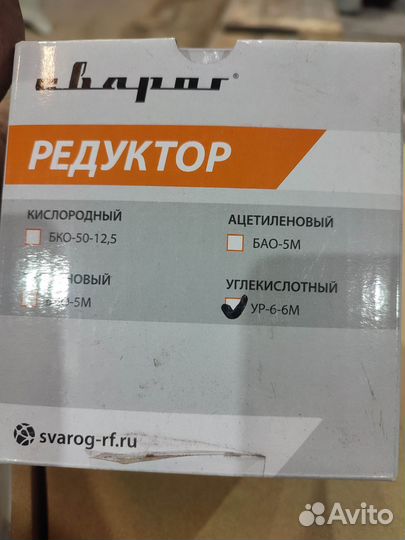 сварог®
РЕДУКТОР
КИСЛОРОДНЫЙ
БКО-50-12,5
АЦЕТИЛЕНОВЫЙ
БАО-5М
УГЛЕКИСЛОТНЫЙ
УР-6-6М
svarog-rf.ru
Avito